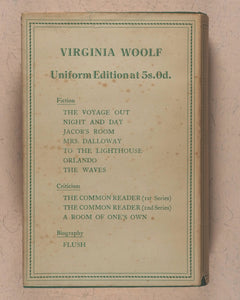 VIRGINIA WOOLF
Uniform Edition at 5s. 0d.
Fiction
THE VOYAGE OUT
NIGHT AND DAY
JACOB'S ROOM
MRS. DALLOWAY
TO THE LIGHTHOUSE
ORLANDO
THE WAVES
Criticism
THE COMMON READER (1st Series)
THE COMMON READER (2nd Series)
A ROOM OF ONE'S OWN
Biography
FLUSH